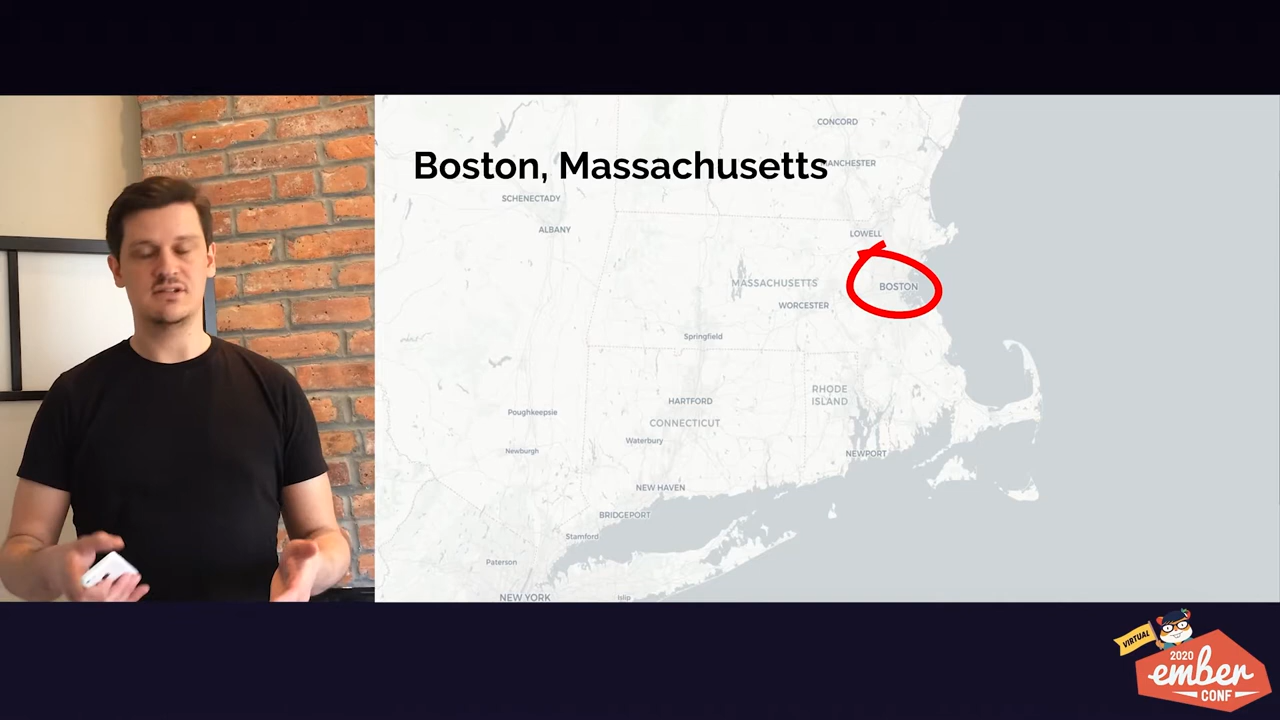 Boston, Massachusetts
CONCORD
MANCHESTER
SCHENECTADY
ALBANY
LOWELL
MASSACHUSETTS
BOSTON
WORCESTER
Springfield
RHODE
ISLAND
HARTFORD
Poughkeepsie
CONNECTICUT
Waterbury
Newburgh
NEWPORT
NEW HAVEN
BRIDGEPORT
Stamford
Paterson
NEW YORK
Islip
VIRTUAL
2020
ember
CONF